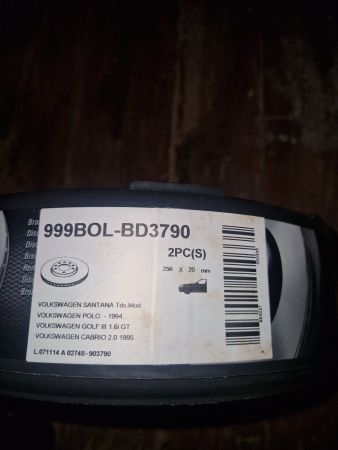 999BOL-BD3790
2PC(S)
256 x 20 mm
VOLKSWAGEN SANTANA Tds.Mod.
VOLKSWAGEN POLO - 1994...
VOLKSWAGEN GOLF III 1.6i GT
VOLKSWAGEN CABRIO 2.0 1995..
L.071114 A 02748 - 903790